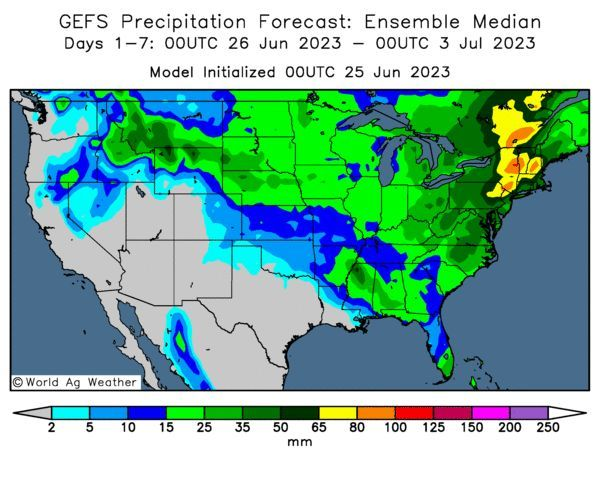 GEFS Precipitation Forecast: Ensemble Median
Days 1-7: 00UTC 26 Jun 2023 - 00UTC 3 Jul 2023
Model Initialized 00UTC 25 Jun 2023
© World Ag Weather
2 5 10 15 25 35 50 65 80 100 125 150 200 250
mm